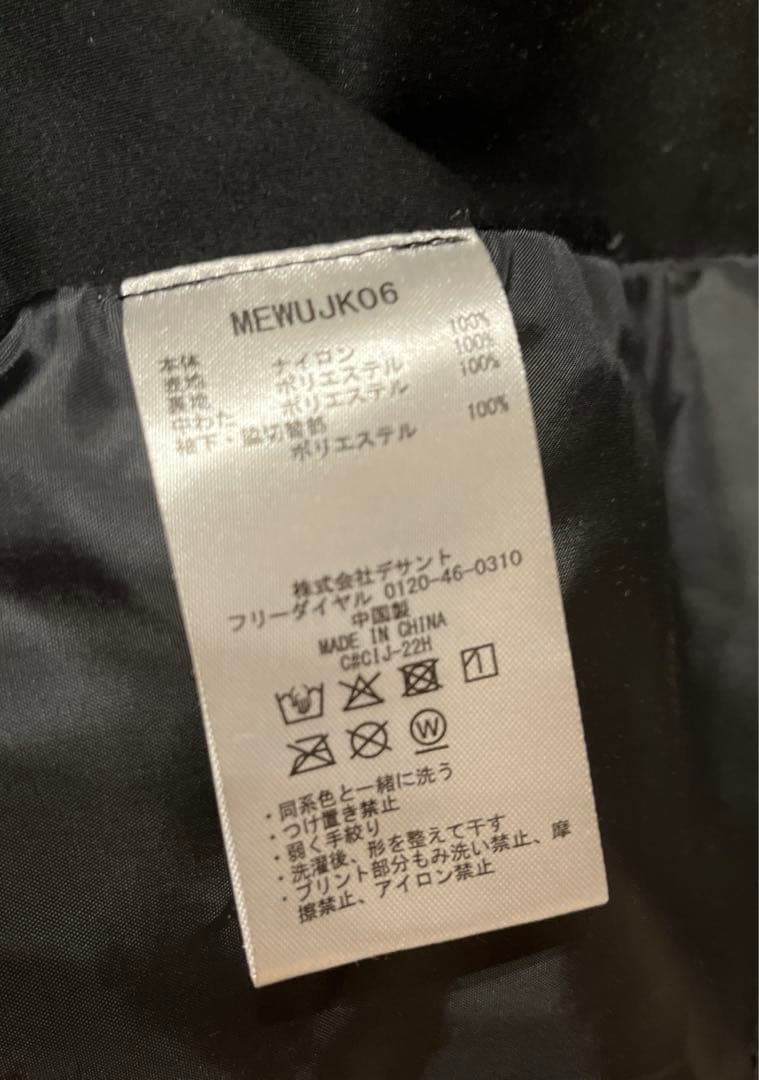 MEWUJK06
本体
表地 ナイロン 100%
裏地 ポリエステル 100%
中わた ポリエステル 100%
袖下・脇切替部
ポリエステル 100%
株式会社デサント
フリーダイヤル 0120-46-0310
中国製
MADE IN CHINA
C#CIJ-22H
W
・同系色と一緒に洗う
・つけ置き禁止
・弱く手絞り
・洗濯後、形を整えて干す
・プリント部分もみ洗い禁止、摩
擦禁止、アイロン禁止